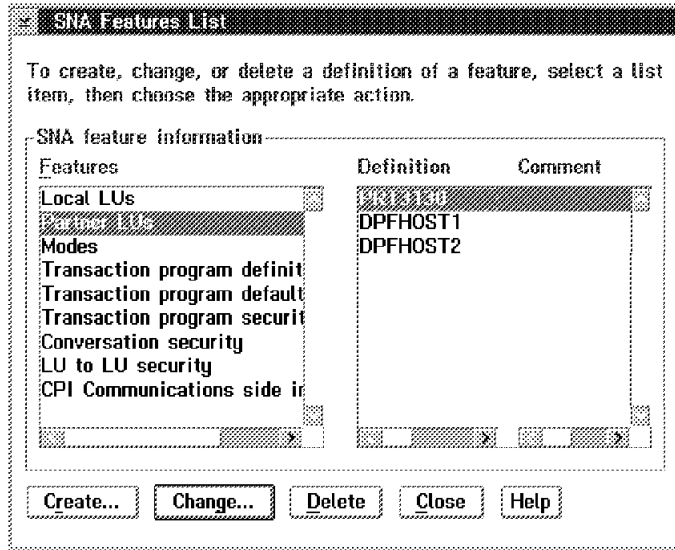 SNA Features List
To create, change, or delete a definition of a feature, select a list
item, then choose the appropriate action.
SNA feature information
Features
Definition
Comment
Local LUs
Partner LUs
Modes
Transaction program definit
Transaction program default
Transaction program securit
Conversation security
LU to LU security
CPI Communications side in
PRT3130
DPFHOST1
DPFHOST2
Create...
Change...
Delete
Close
Help